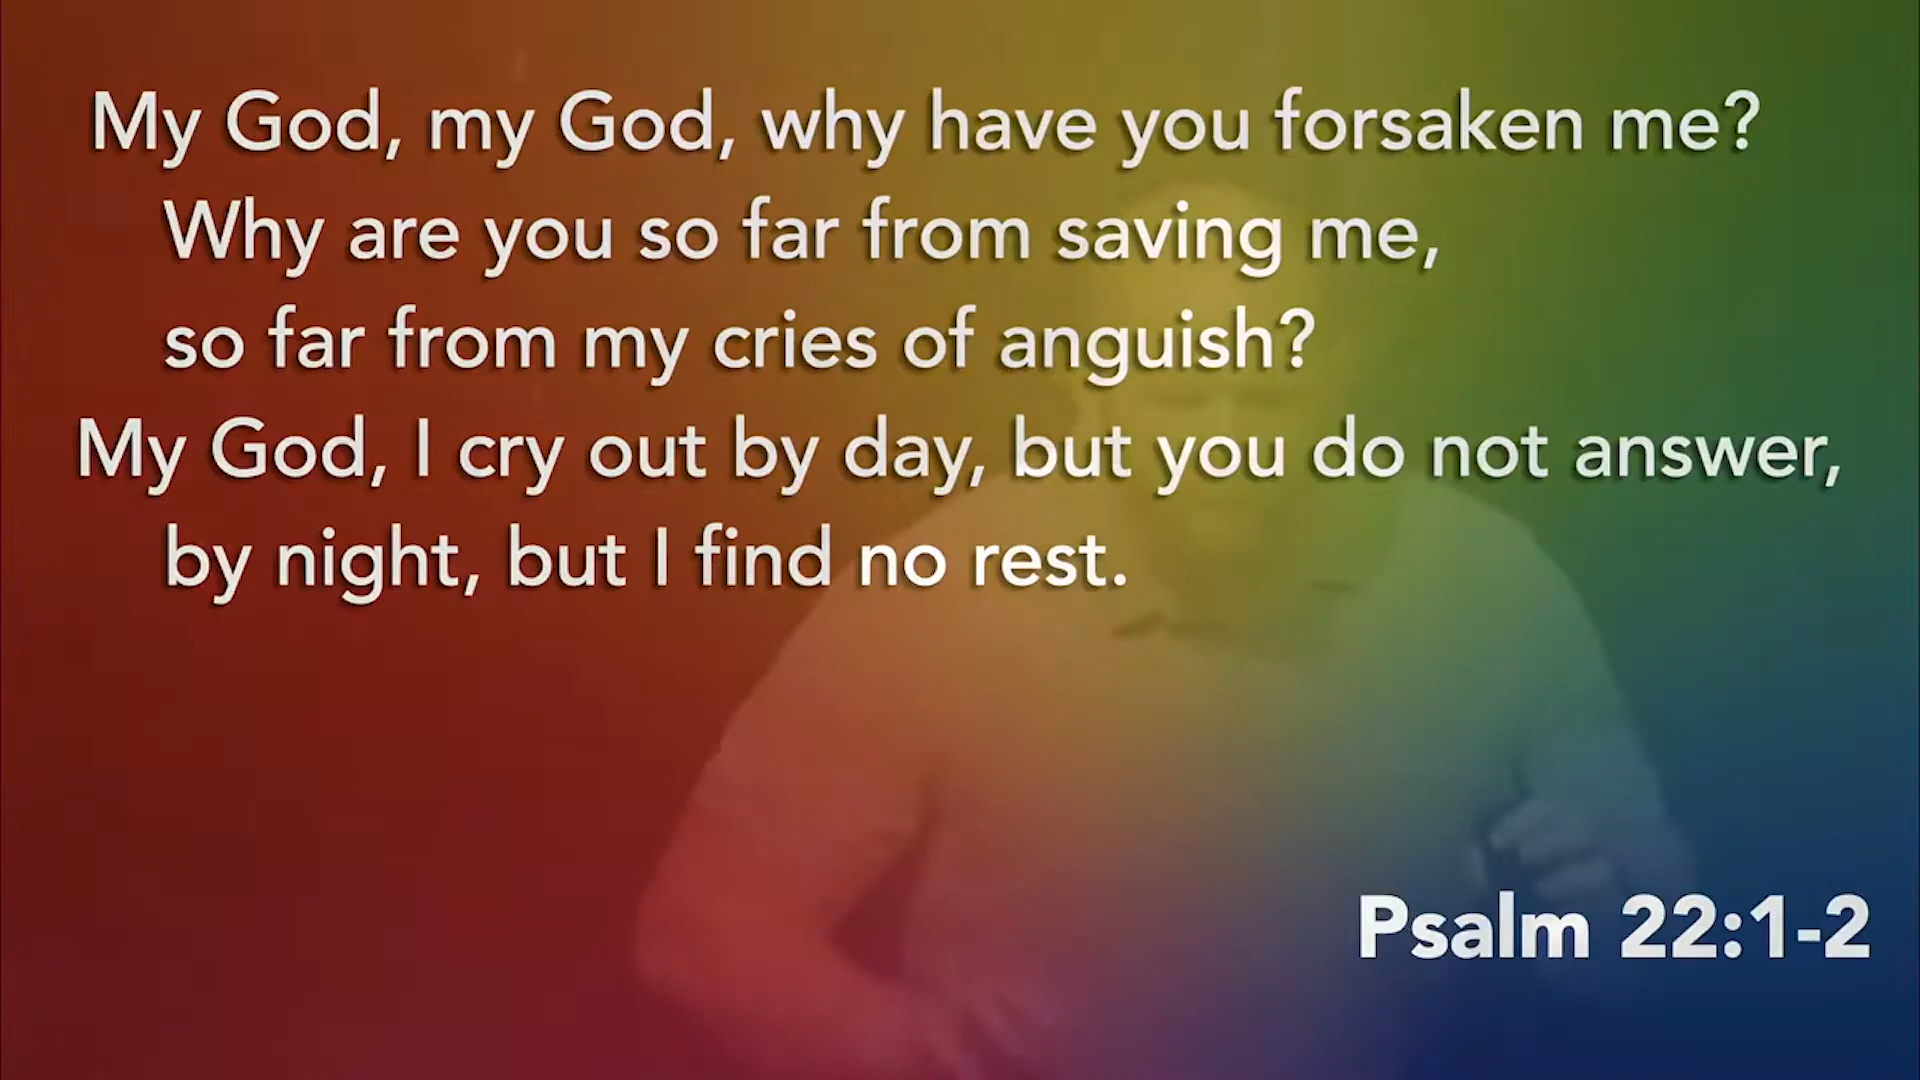 My God, my God, why have you forsaken me?
Why are you so far from saving me,
so far from my cries of anguish?
My God, I cry out by day, but you do not answer,
by night, but I find no rest.
Psalm 22:1-2